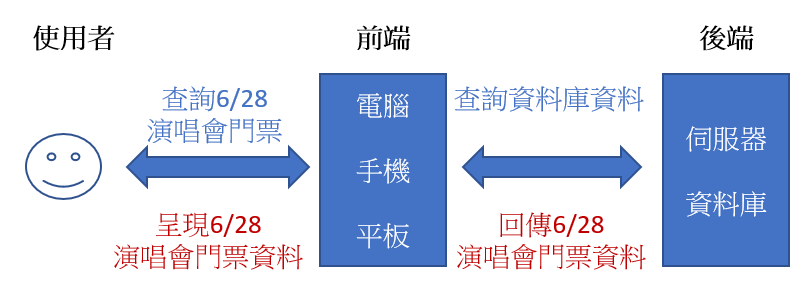 使用者
前端
後端
查詢6/28
演唱會門票
呈現6/28
演唱會門票資料
電腦
手機
平板
查詢資料庫資料
回傳6/28
演唱會門票資料
伺服器
資料庫